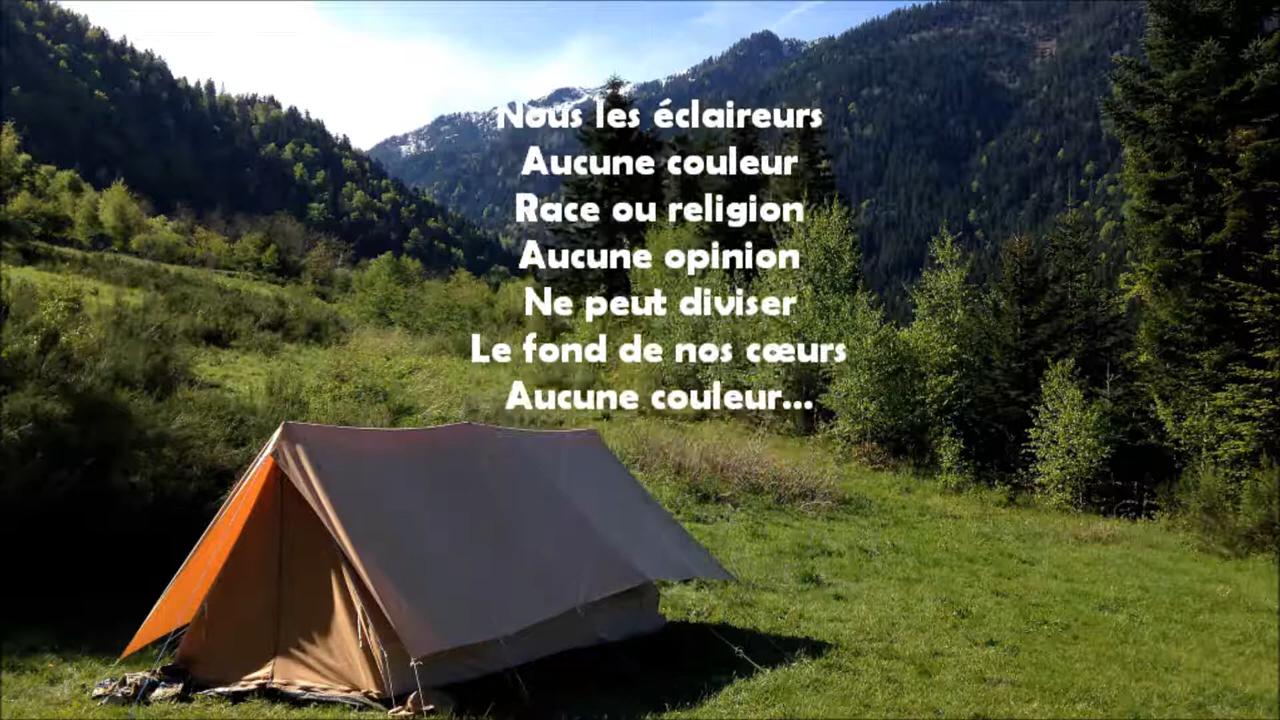 Nous les éclaireurs
Aucune couleur
Race ou religion
Aucune opinion
Ne peut diviser
Le fond de nos cœurs
Aucune couleur...